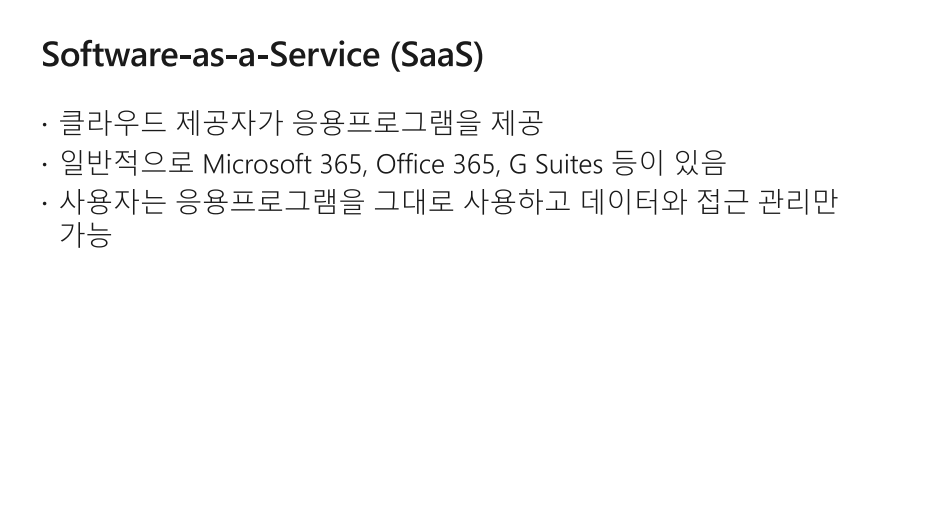 Software-as-a-Service (SaaS)
· 클라우드 제공자가 응용프로그램을 제공
· 일반적으로 Microsoft 365, Office 365, G Suites 등이 있음
· 사용자는 응용프로그램을 그대로 사용하고 데이터와 접근 관리만
가능